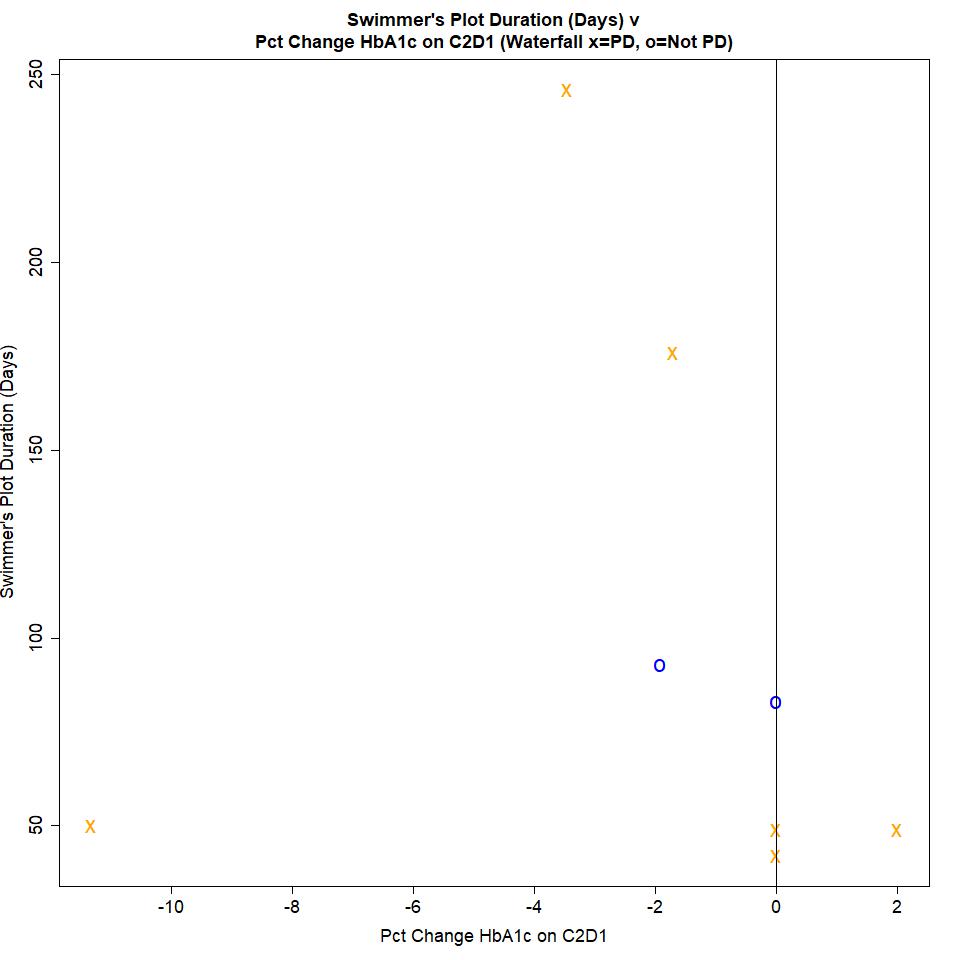 Swimmer's Plot Duration (Days) v
Pct Change HbA1c on C2D1 (Waterfall x=PD, o=Not PD)
Swimmer's Plot Duration (Days)
250
200
150
100
50
X
X
O
O
X
X
X
X
-10
-8
-6
-4
-2
0
2
Pct Change HbA1c on C2D1